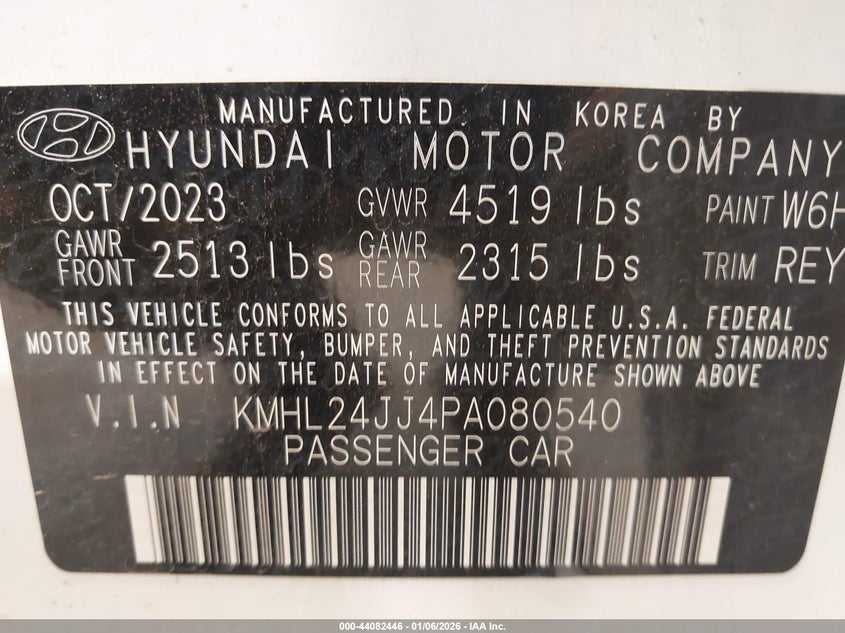 MANUFACTURED IN KOREA BY
HYUNDAI MOTOR COMPANY
OCT/2023 GVWR 4519 lbs PAINT W6H
GAWR FRONT 2513 lbs GAWR REAR 2315 lbs TRIM REY
THIS VEHICLE CONFORMS TO ALL APPLICABLE U.S.A. FEDERAL
MOTOR VEHICLE SAFETY, BUMPER, AND THEFT PREVENTION STANDARDS
IN EFFECT ON THE DATE OF MANUFACTURE SHOWN ABOVE
V.I.N KMHL24JJ4PA080540
PASSENGER CAR
000-44082446 - 01/06/2026 - IAA Inc.